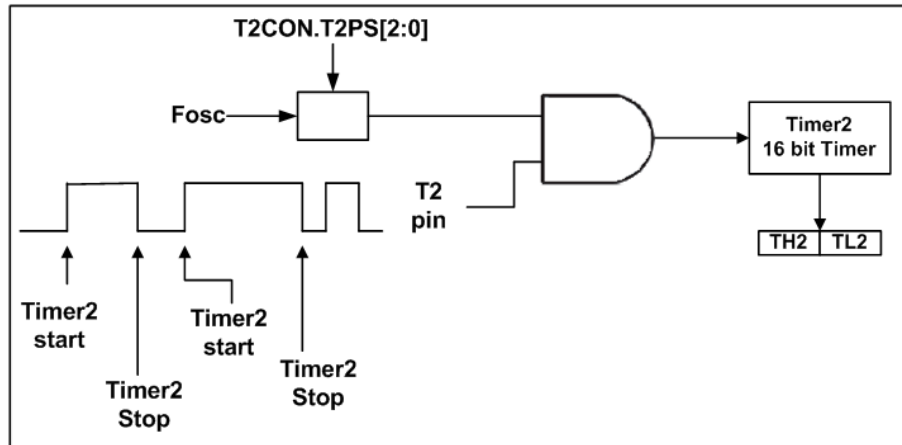 T2CON.T2PS[2:0]
Fosc
Timer2
16 bit Timer
T2
pin
TH2 TL2
Timer2
start
Timer2
start
Timer2
Stop
Timer2
Stop